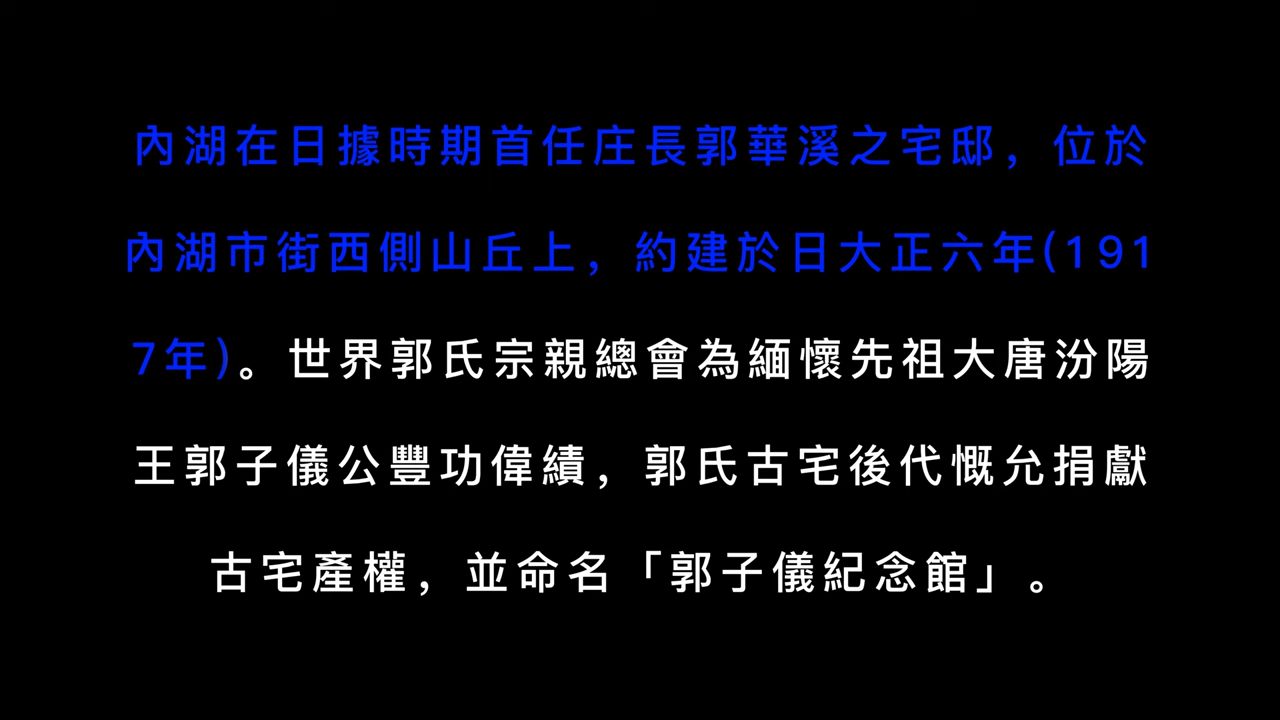 內湖在日據時期首任庄長郭華溪之宅邸，位於
內湖市街西側山丘上，約建於日大正六年(191
7年)。世界郭氏宗親總會為緬懷先祖大唐汾陽
王郭子儀公豐功偉績，郭氏古宅後代慨允捐獻
古宅產權，並命名「郭子儀紀念館」。